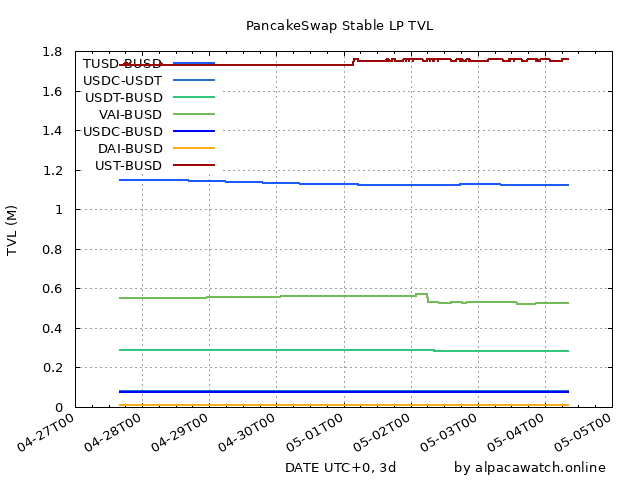 PancakeSwap Stable LP TVL
TVL (M)
1.8
1.6
1.4
1.2
1
0.8
0.6
0.4
0.2
0
TUSD-BUSD
USDC-USDT
USDT-BUSD
VAI-BUSD
USDC-BUSD
DAI-BUSD
UST-BUSD
04-27T00
04-28T00
04-29T00
04-30T00
05-01T00
05-02T00
05-03T00
05-04T00
05-05T00
DATE UTC+0, 3d
by alpacawatch.online